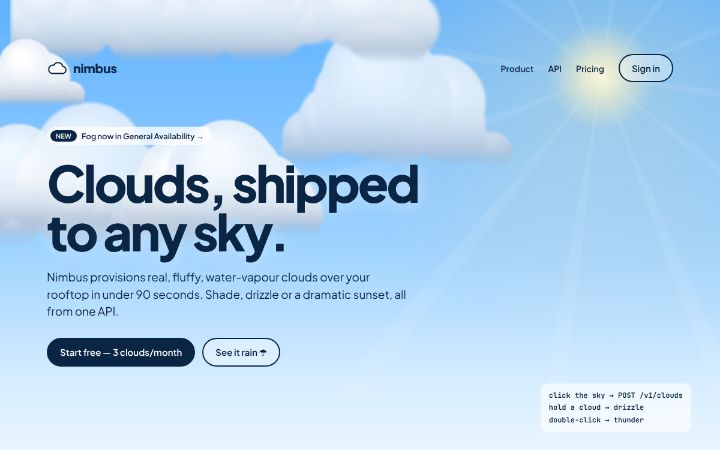 nimbus
Product API Pricing Sign in
NEW Fog now in General Availability →
Clouds, shipped
to any sky.
Nimbus provisions real, fluffy, water-vapour clouds over your
rooftop in under 90 seconds. Shade, drizzle or a dramatic sunset, all
from one API.
Start free — 3 clouds/month See it rain ☂
click the sky → POST /v1/clouds
hold a cloud → drizzle
double-click → thunder